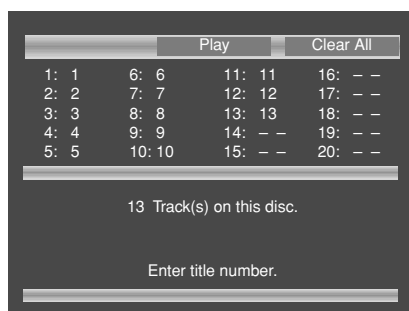 Play Clear All
1: 1 6: 6 11: 11 16: – –
2: 2 7: 7 12: 12 17: – –
3: 3 8: 8 13: 13 18: – –
4: 4 9: 9 14: – – 19: – –
5: 5 10: 10 15: – – 20: – –
13 Track(s) on this disc.
Enter title number.